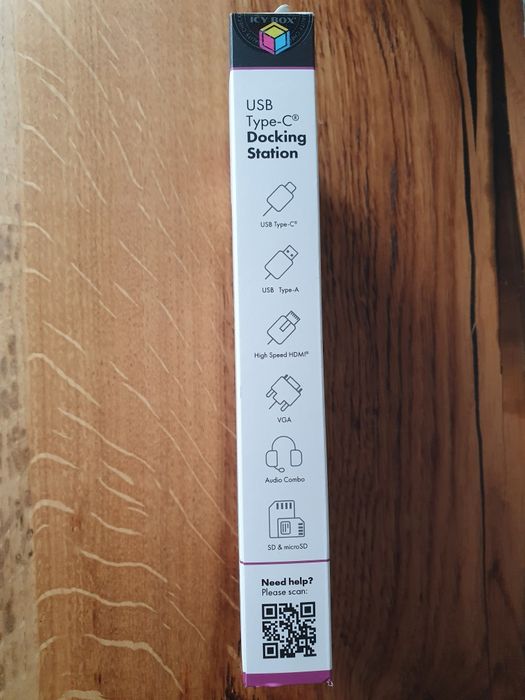 ICY BOX
USB
Type-C®
Docking
Station
USB Type-C®
USB Type-A
High Speed HDMI®
VGA
Audio Combo
SD & microSD
Need help?
Please scan: